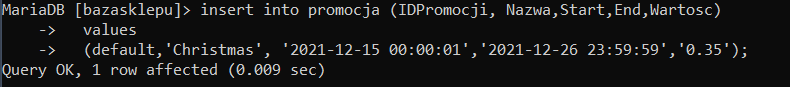 MariaDB [bazasklepu]> insert into promocja (IDPromocji, Nazwa,Start,End,Wartosc)
    ->   values
    ->   (default,'Christmas', '2021-12-15 00:00:01','2021-12-26 23:59:59','0.35');
Query OK, 1 row affected (0.009 sec)